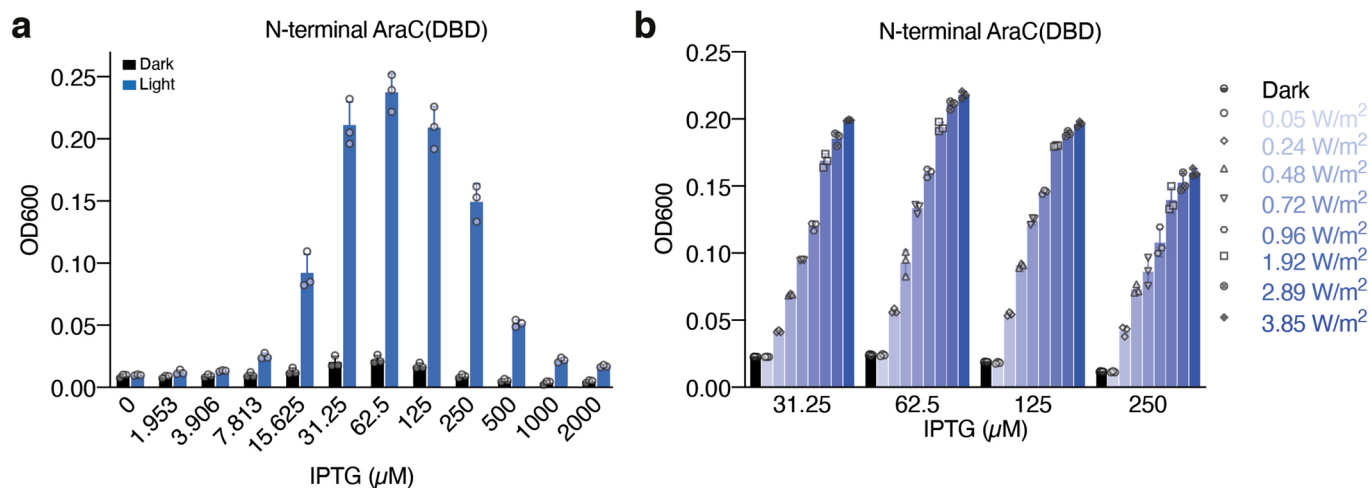 a
N-terminal AraC(DBD)
Dark
Light
OD600
0.25
0.20
0.15
0.10
0.05
0.00
0
1.953
3.906
7.813
15.625
31.25
62.5
125
250
500
1000
2000
IPTG (µM)
b
N-terminal AraC(DBD)
OD600
0.25
0.20
0.15
0.10
0.05
0.00
31.25
62.5
125
250
IPTG (µM)
Dark
0.05 W/m²
0.24 W/m²
0.48 W/m²
0.72 W/m²
0.96 W/m²
1.92 W/m²
2.89 W/m²
3.85 W/m²